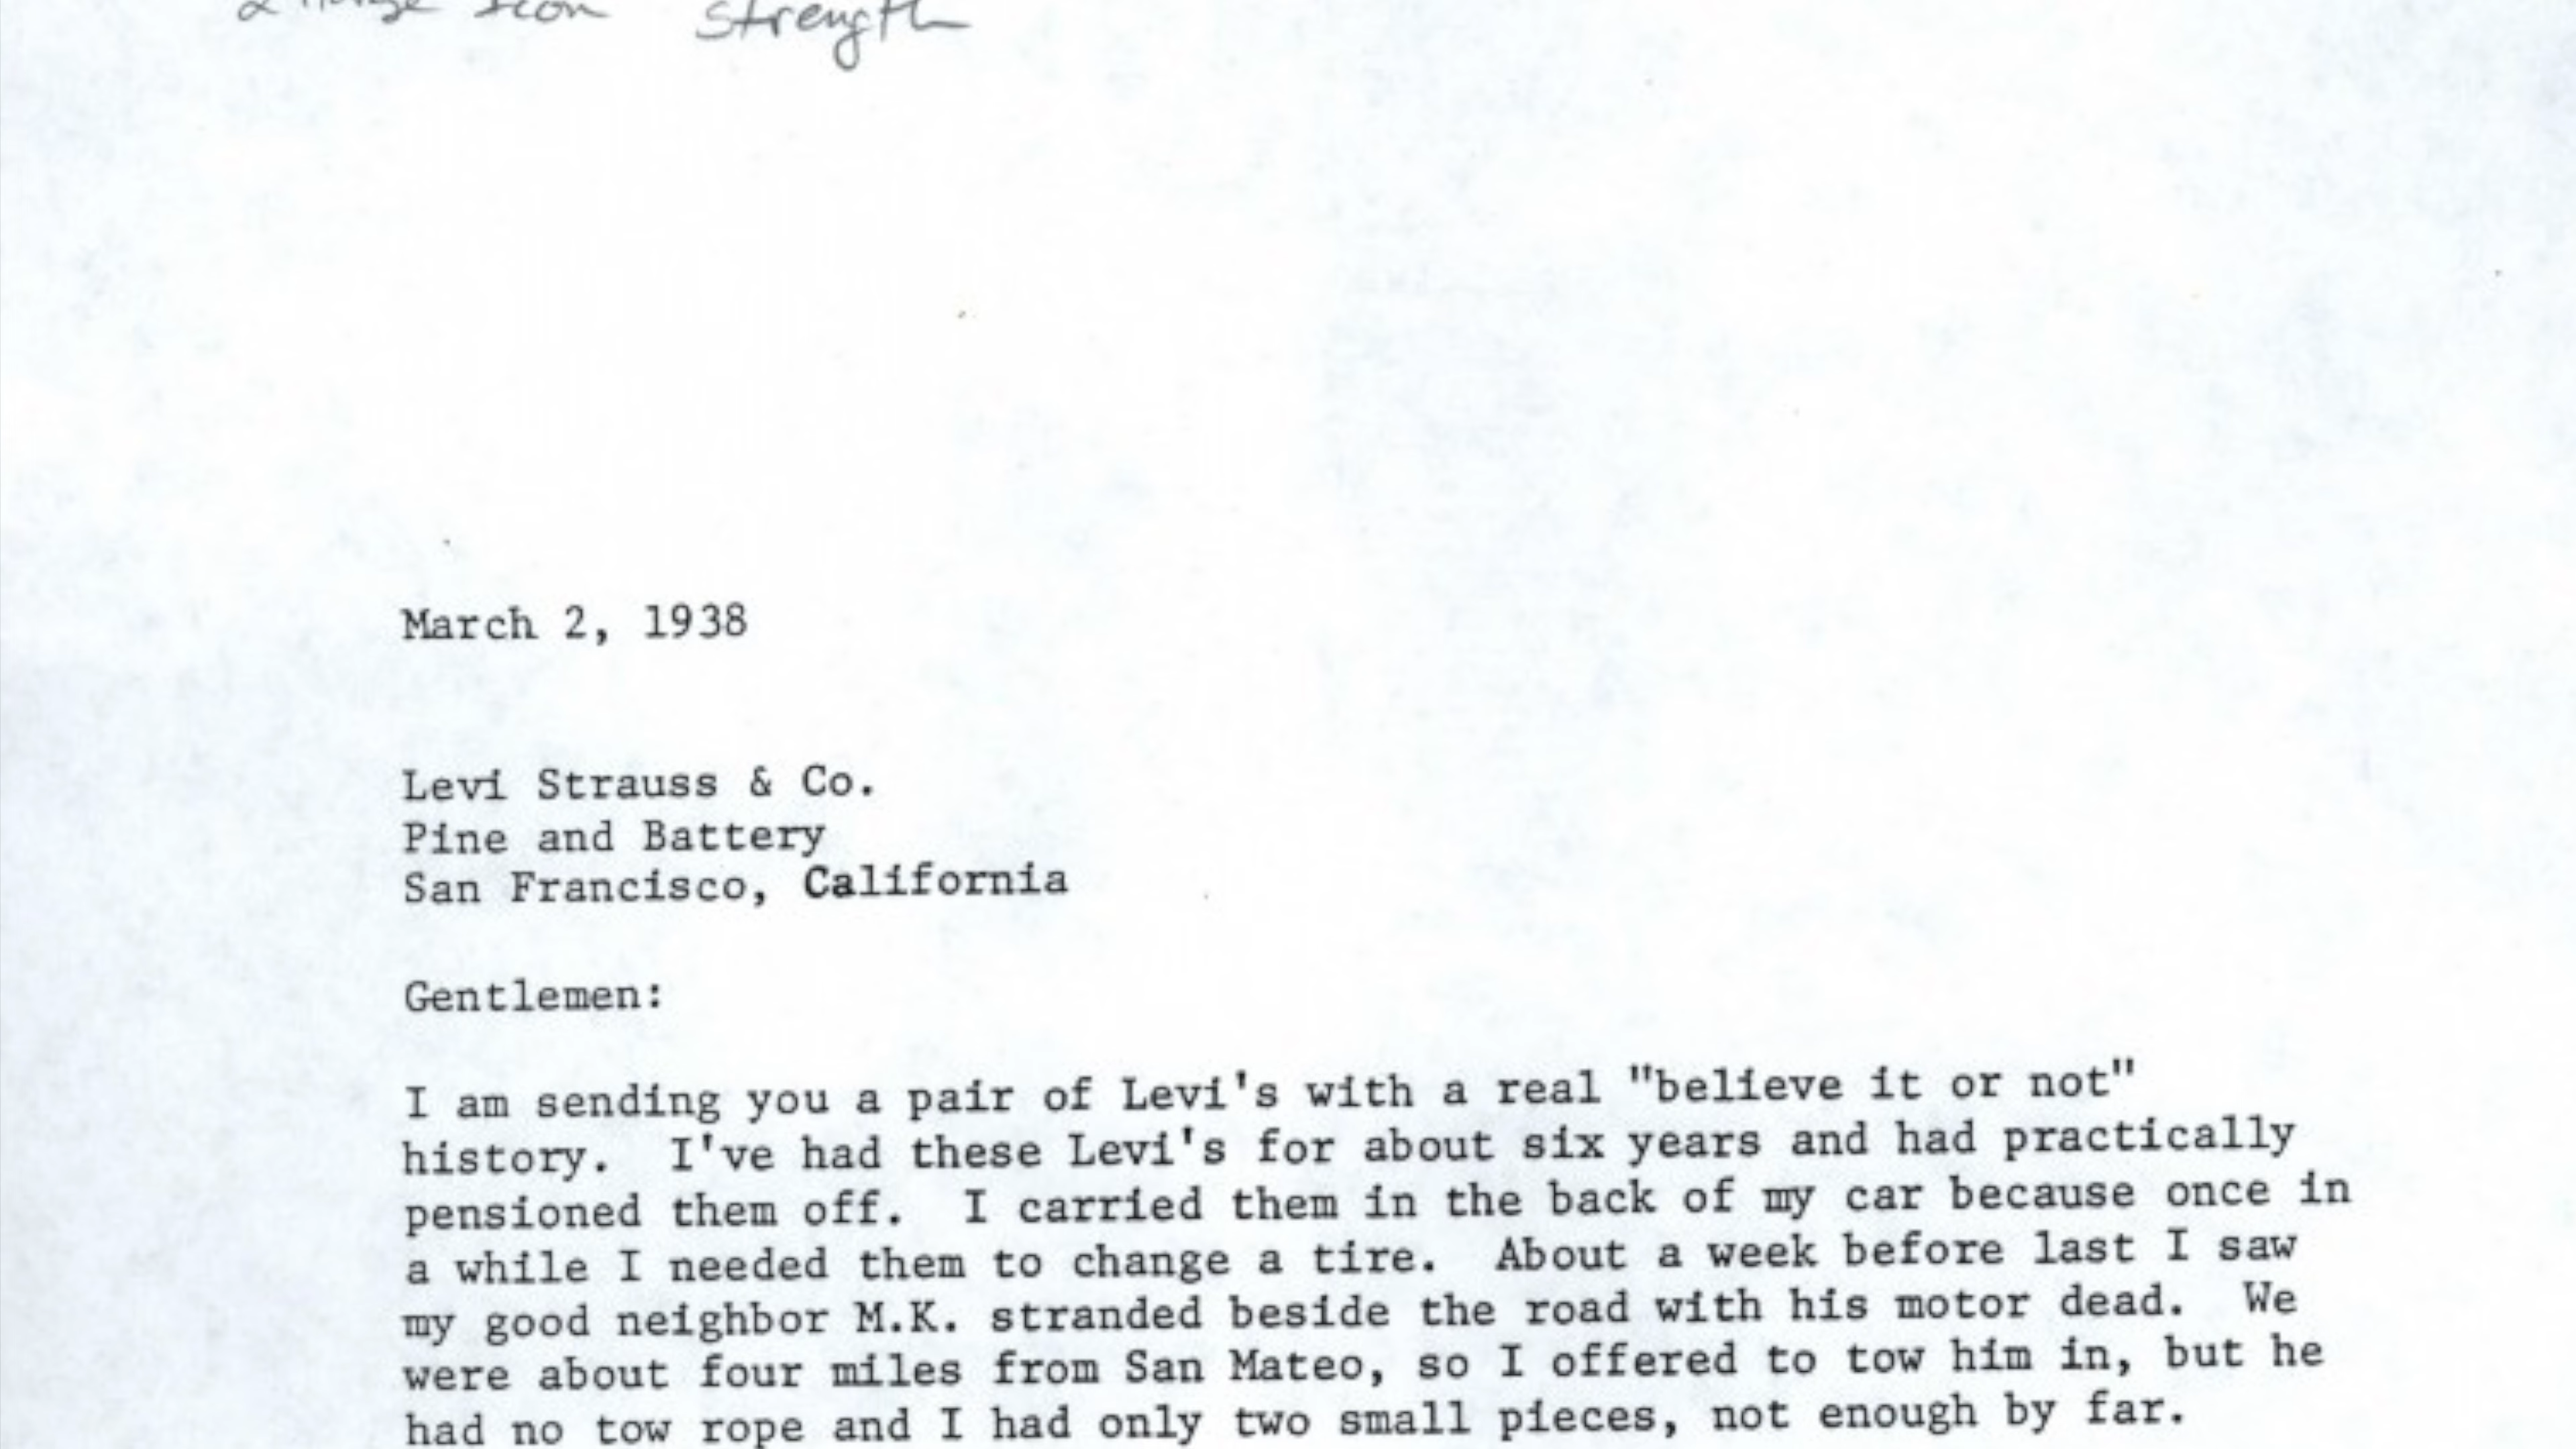 strength
March 2, 1938
Levi Strauss & Co.
Pine and Battery
San Francisco, California
Gentlemen:
I am sending you a pair of Levi's with a real "believe it or not"
history. I've had these Levi's for about six years and had practically
pensioned them off. I carried them in the back of my car because once in
a while I needed them to change a tire. About a week before last I saw
my good neighbor M.K. stranded beside the road with his motor dead. We
were about four miles from San Mateo, so I offered to tow him in, but he
had no tow rope and I had only two small pieces, not enough by far.